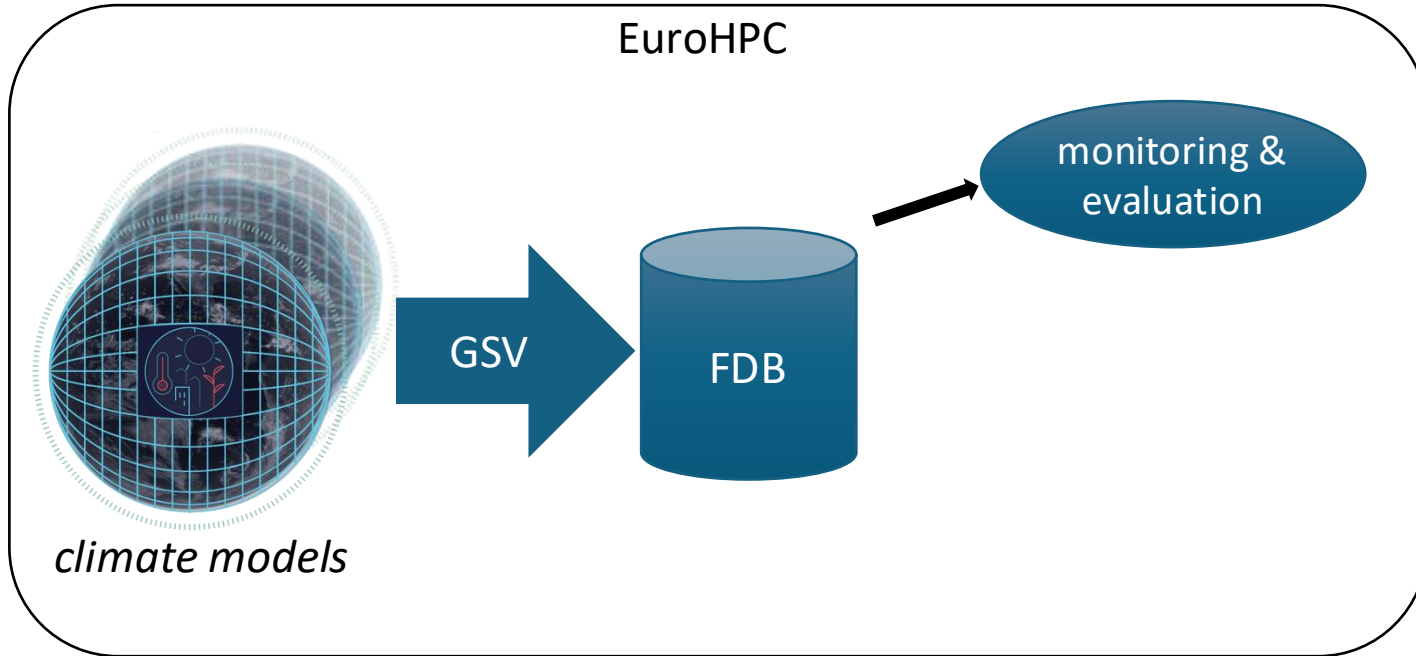 EuroHPC
monitoring &
evaluation
GSV
FDB
climate models